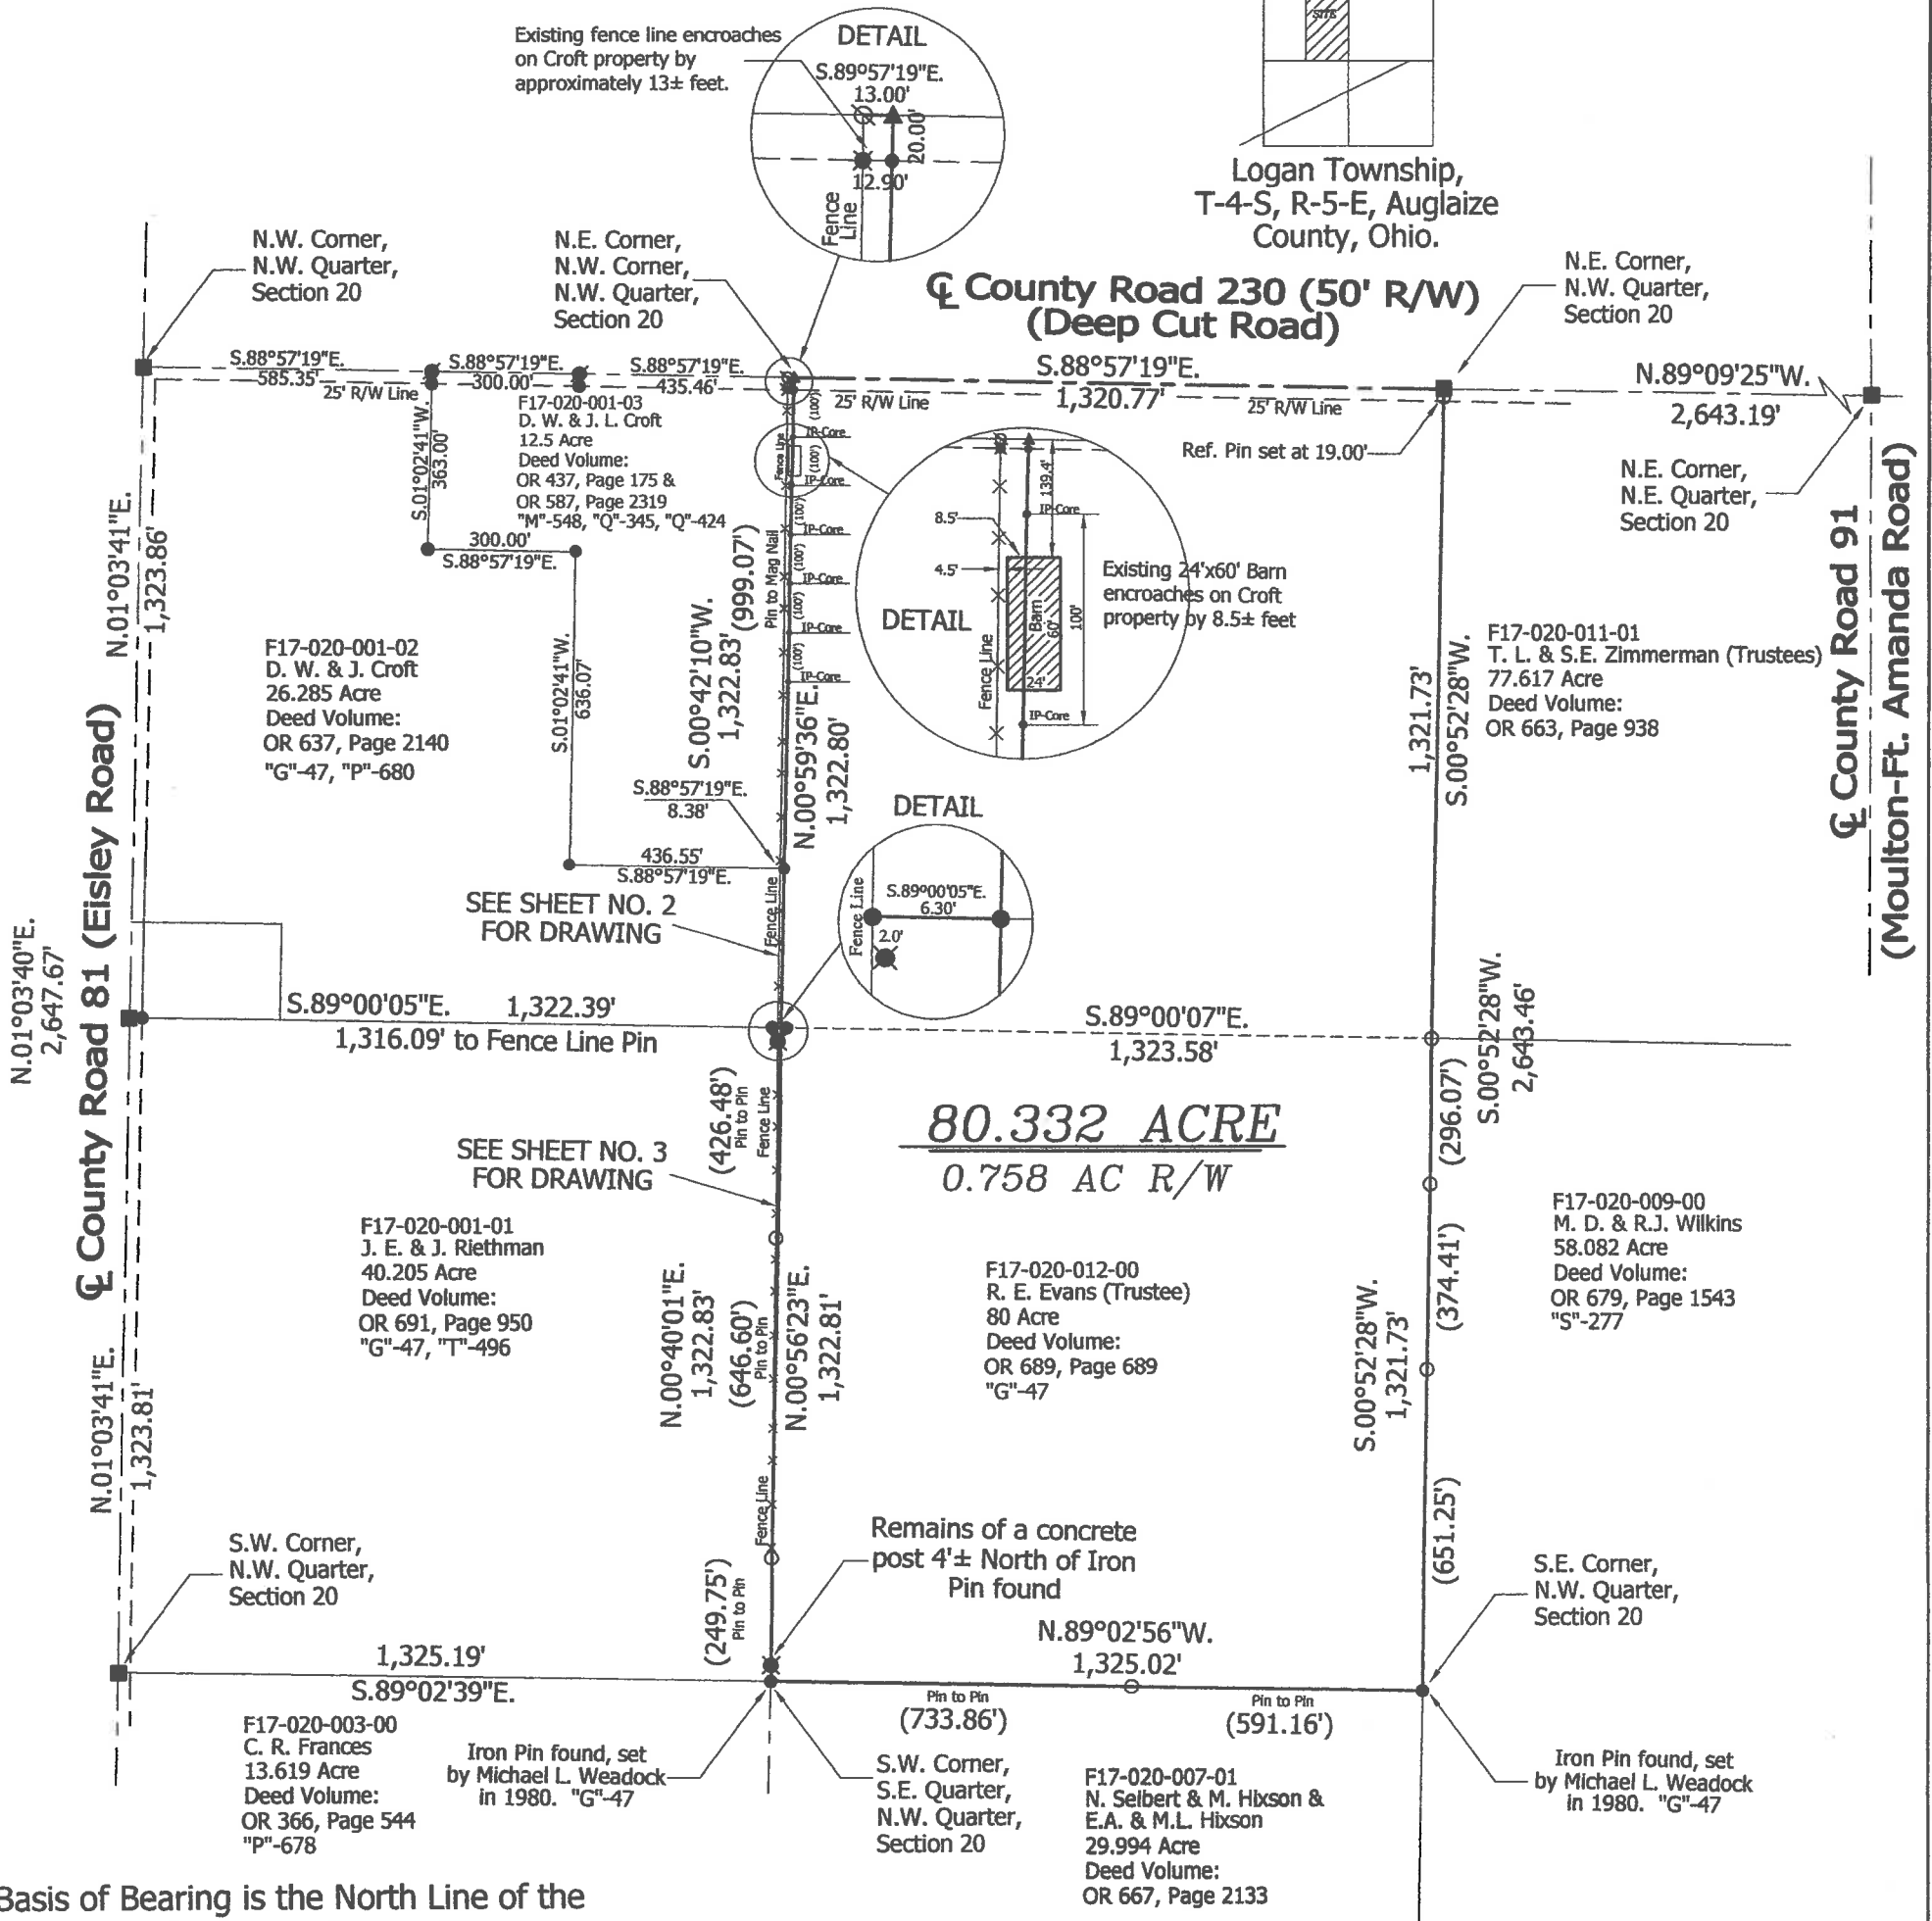 Existing fence line encroaches
on Croft property by
approximately 13± feet.
DETAIL
S.89°57'19"E.
13.00'
20.00'
12.90'
Fence
Line
SITE
Logan Township,
T-4-S, R-5-E, Auglaize
County, Ohio.
N.W. Corner,
N.W. Quarter,
Section 20
N.E. Corner,
N.W. Corner,
N.W. Quarter,
Section 20
℄ County Road 230 (50' R/W)
(Deep Cut Road)
N.E. Corner,
N.W. Quarter,
Section 20
S.88°57'19"E.
585.35'
S.88°57'19"E.
300.00'
S.88°57'19"E.
435.46'
25' R/W Line
S.88°57'19"E.
1,320.77'
25' R/W Line
25' R/W Line
N.89°09'25"W.
2,643.19'
Ref. Pin set at 19.00'
N.E. Corner,
N.E. Quarter,
Section 20
F17-020-001-03
D. W. & J. L. Croft
12.5 Acre
Deed Volume:
OR 437, Page 175 &
OR 587, Page 2319
"M"-548, "Q"-345, "Q"-424
S.01°02'41"W.
363.00'
300.00'
S.88°57'19"E.
N.01°03'41"E.
1,323.86'
Fence Line
(100')
IP-Core
(100')
IP-Core
(100')
IP-Core
(100')
IP-Core
(100')
IP-Core
(100')
IP-Core
Pin to Mag Nail
(999.07')
S.00°42'10"W.
1,322.83'
N.00°59'36"E.
1,322.80'
139.4'
IP-Core
8.5'
4.5'
DETAIL
Barn
60'
24'
100'
IP-Core
Fence Line
Existing 24'x60' Barn
encroaches on Croft
property by 8.5± feet
F17-020-001-02
D. W. & J. Croft
26.285 Acre
Deed Volume:
OR 637, Page 2140
"G"-47, "P"-680
S.01°02'41"W.
636.07'
S.88°57'19"E.
8.38'
436.55'
S.88°57'19"E.
1,321.73'
S.00°52'28"W.
F17-020-011-01
T. L. & S.E. Zimmerman (Trustees)
77.617 Acre
Deed Volume:
OR 663, Page 938
℄ County Road 91
(Moulton-Ft. Amanda Road)
℄ County Road 81 (Eisley Road)
N.01°03'40"E.
2,647.67'
SEE SHEET NO. 2
FOR DRAWING
Fence Line
DETAIL
Fence Line
S.89°00'05"E.
6.30'
2.0'
S.89°00'05"E. 1,322.39'
1,316.09' to Fence Line Pin
S.89°00'07"E.
1,323.58'
S.00°52'28"W.
2,643.46'
(296.07')
80.332 ACRE
0.758 AC R/W
(426.48')
Pin to Pin
Fence Line
SEE SHEET NO. 3
FOR DRAWING
F17-020-001-01
J. E. & J. Riethman
40.205 Acre
Deed Volume:
OR 691, Page 950
"G"-47, "T"-496
N.00°40'01"E.
1,322.83'
(646.60')
Pin to Pin
N.00°56'23"E.
1,322.81'
F17-020-012-00
R. E. Evans (Trustee)
80 Acre
Deed Volume:
OR 689, Page 689
"G"-47
(374.41')
S.00°52'28"W.
1,321.73'
F17-020-009-00
M. D. & R.J. Wilkins
58.082 Acre
Deed Volume:
OR 679, Page 1543
"S"-277
N.01°03'41"E.
1,323.81'
S.W. Corner,
N.W. Quarter,
Section 20
Fence Line
(249.75')
Pin to Pin
Remains of a concrete
post 4'± North of Iron
Pin found
(651.25')
S.E. Corner,
N.W. Quarter,
Section 20
1,325.19'
S.89°02'39"E.
N.89°02'56"W.
1,325.02'
Pin to Pin
(733.86')
Pin to Pin
(591.16')
F17-020-003-00
C. R. Frances
13.619 Acre
Deed Volume:
OR 366, Page 544
"P"-678
Iron Pin found, set
by Michael L. Weadock
in 1980. "G"-47
S.W. Corner,
S.E. Quarter,
N.W. Quarter,
Section 20
F17-020-007-01
N. Selbert & M. Hixson &
E.A. & M.L. Hixson
29.994 Acre
Deed Volume:
OR 667, Page 2133
Iron Pin found, set
by Michael L. Weadock
in 1980. "G"-47
Basis of Bearing is the North Line of the